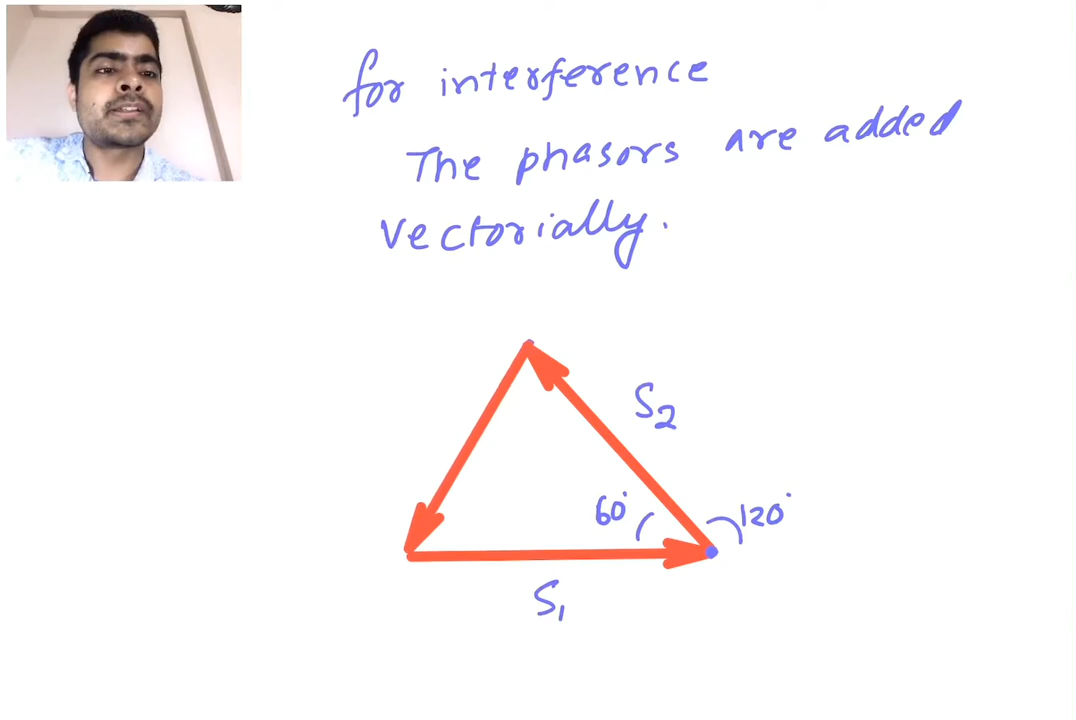 for interference
The phasors are added
vectorially.
S2
60°
120°
S1